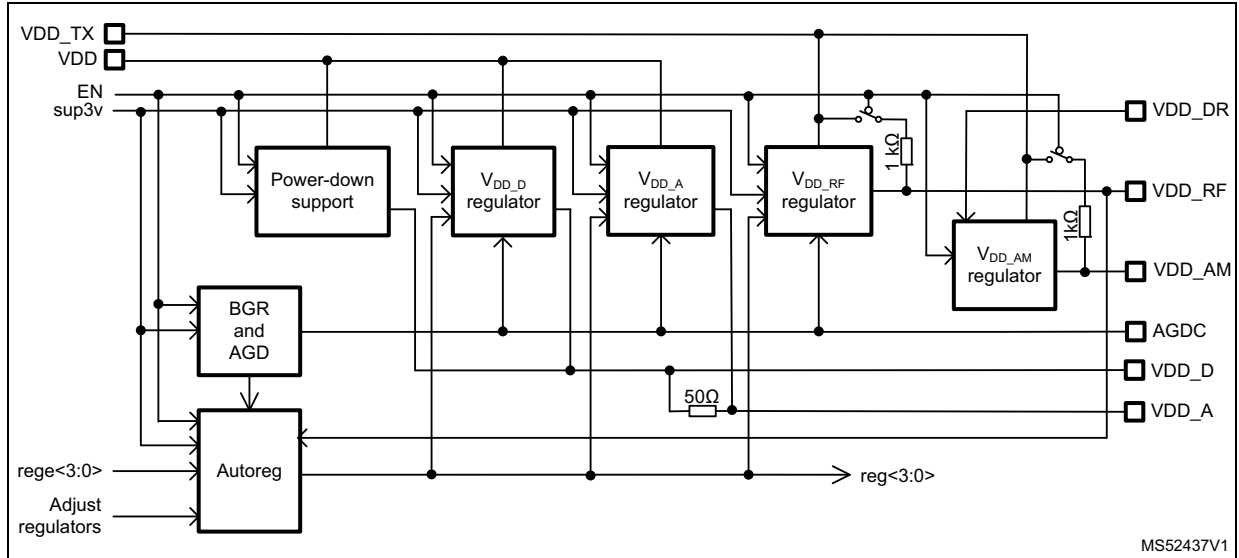 VDD_TX
VDD
EN
sup3v
VDD_DR
1 kΩ
Power-down
support
VDD_D
regulator
VDD_A
regulator
VDD_RF
regulator
VDD_RF
1kΩ
VDD_AM
regulator
VDD_AM
BGR
and
AGD
AGDC
VDD_D
50Ω
VDD_A
Autoreg
rege<3:0>
reg<3:0>
Adjust
regulators
MS52437V1